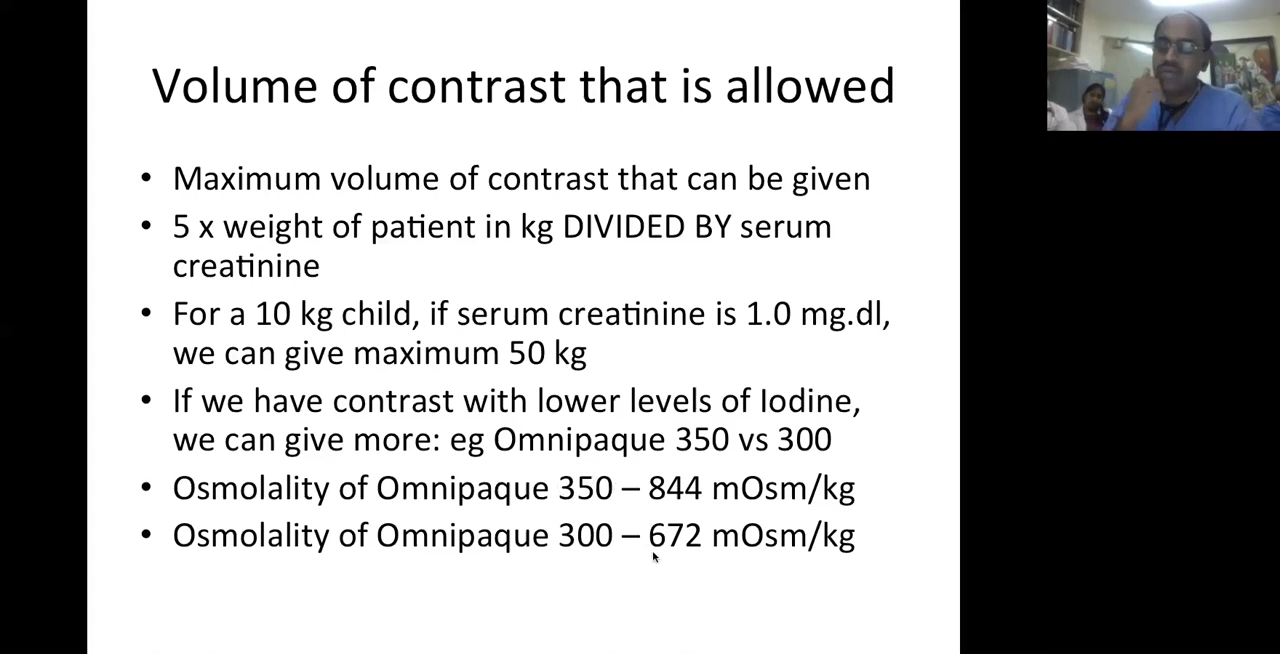 Volume of contrast that is allowed
• Maximum volume of contrast that can be given
• 5 x weight of patient in kg DIVIDED BY serum
creatinine
• For a 10 kg child, if serum creatinine is 1.0 mg.dl,
we can give maximum 50 kg
• If we have contrast with lower levels of Iodine,
we can give more: eg Omnipaque 350 vs 300
• Osmolality of Omnipaque 350 – 844 mOsm/kg
• Osmolality of Omnipaque 300 – 672 mOsm/kg